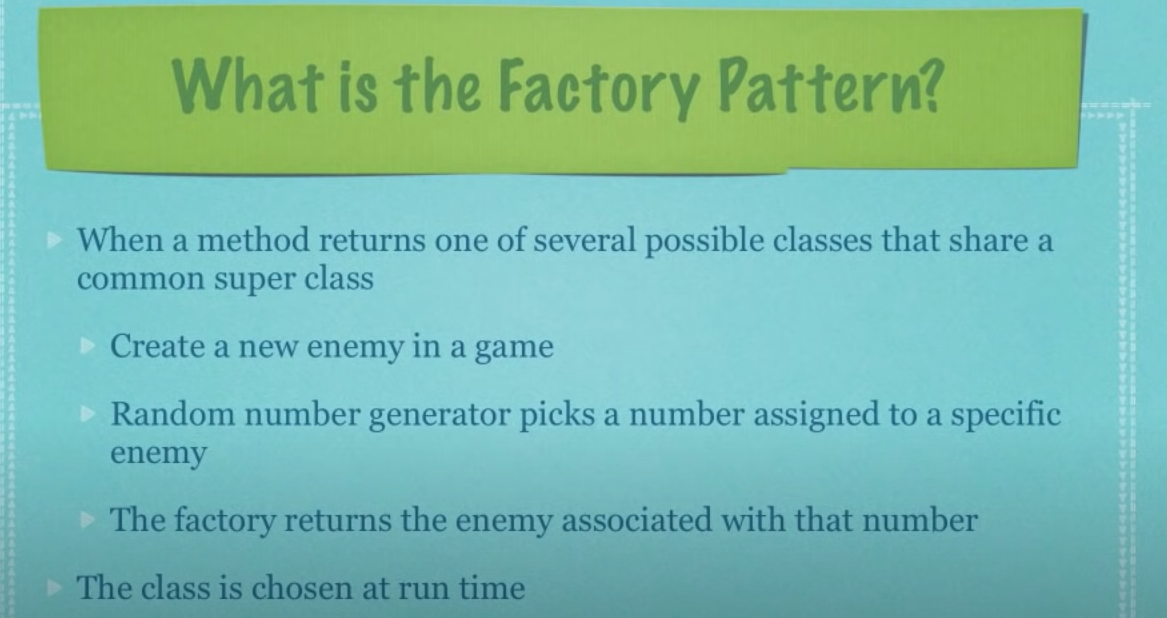 What is the Factory Pattern?
When a method returns one of several possible classes that share a
common super class
Create a new enemy in a game
Random number generator picks a number assigned to a specific
enemy
The factory returns the enemy associated with that number
The class is chosen at run time